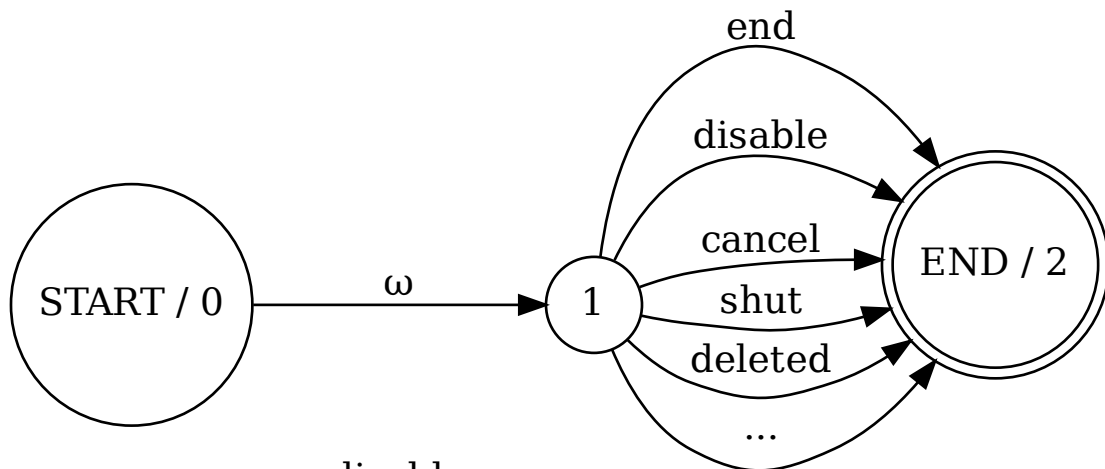 end
disable
cancel
START / 0
ω
1
shut
END / 2
deleted
...